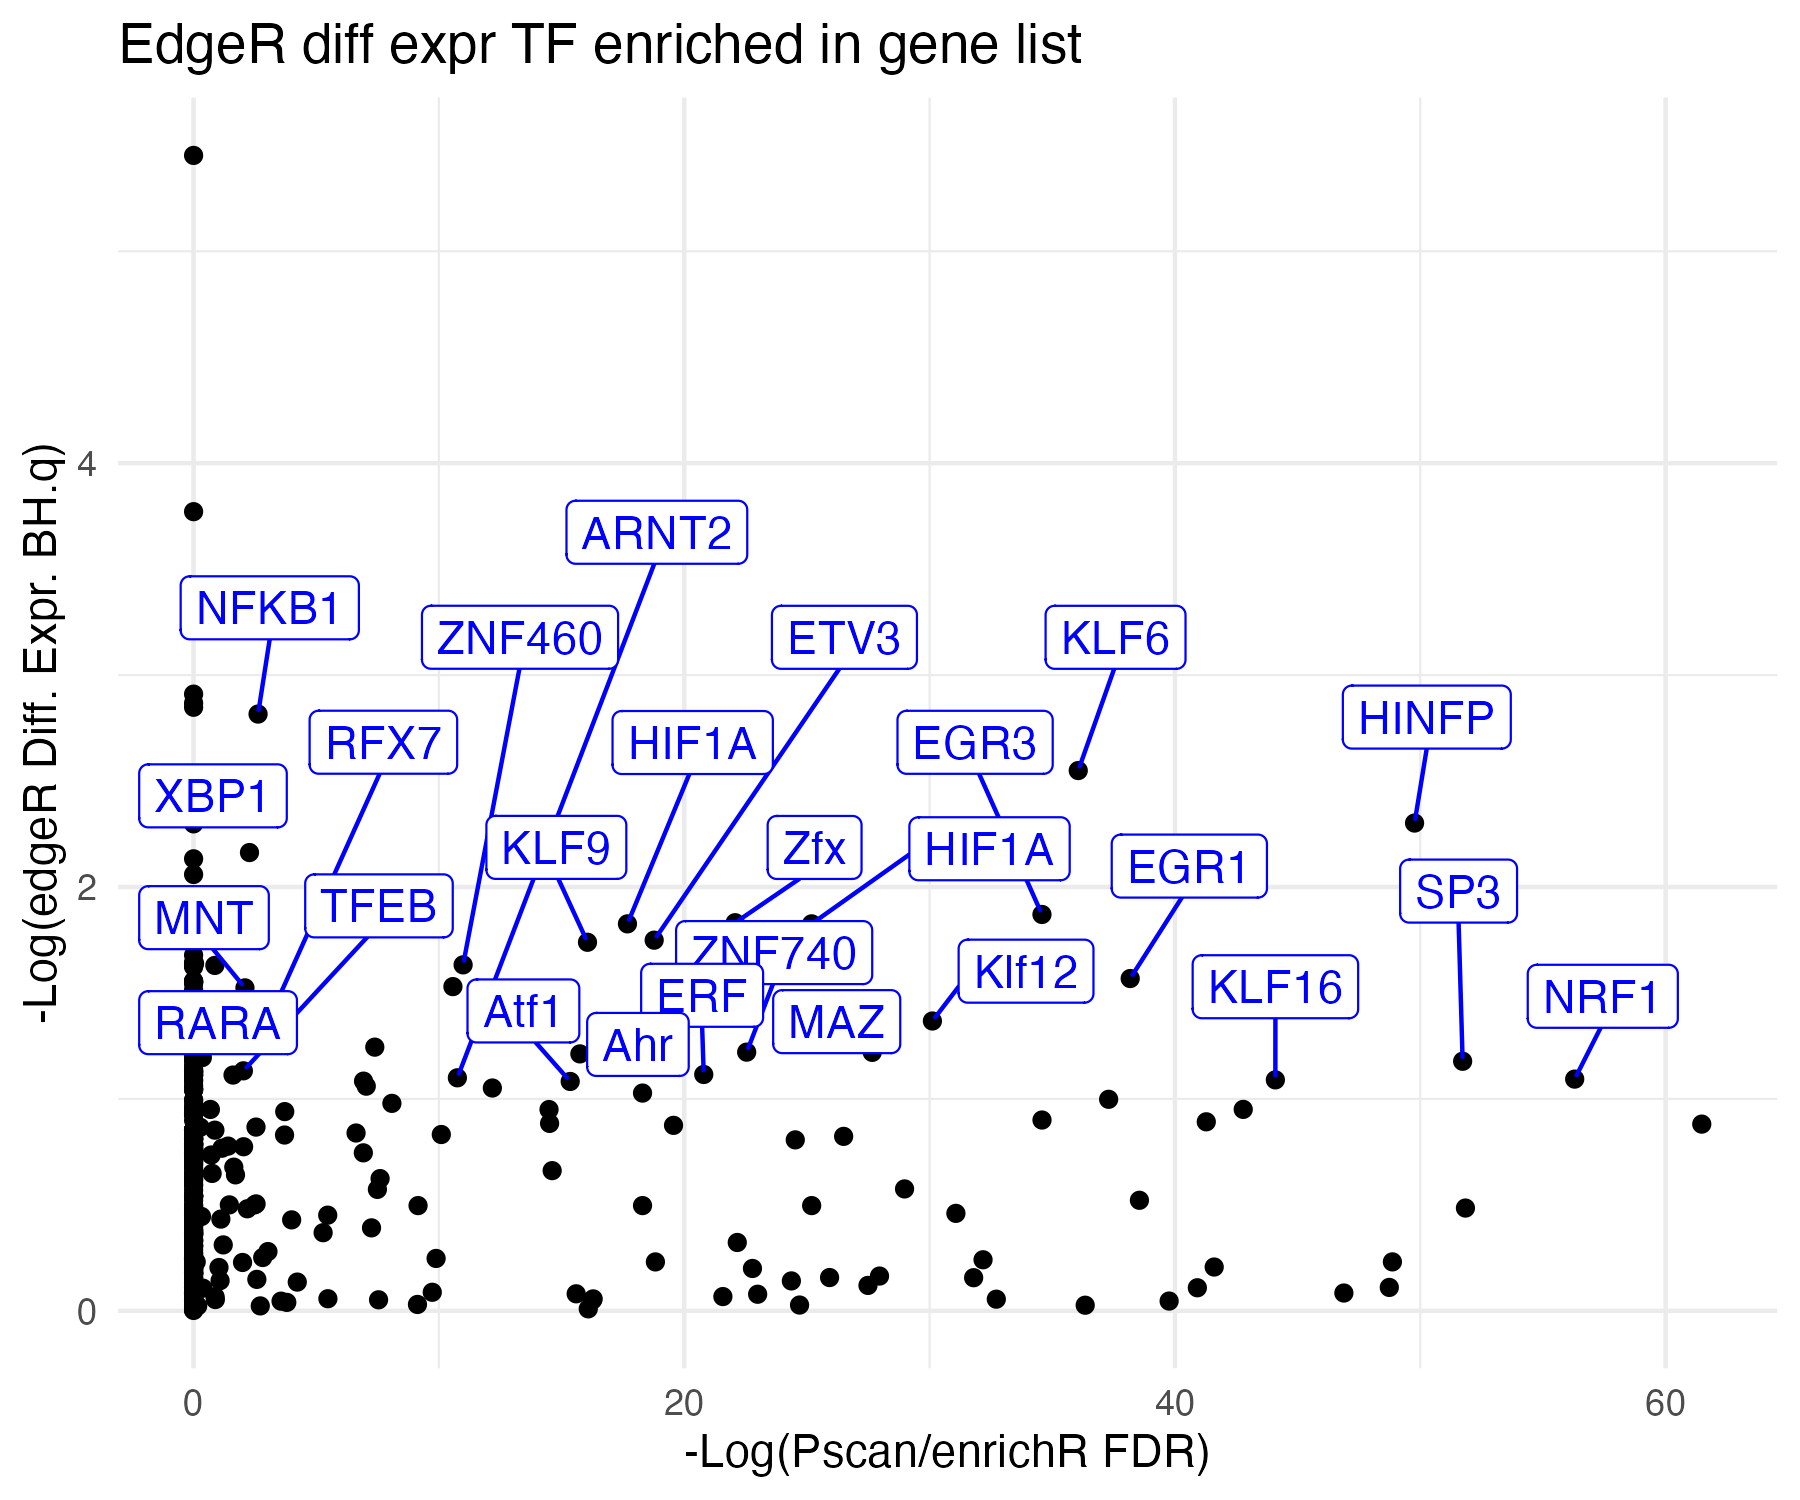 EdgeR diff expr TF enriched in gene list
-Log(edgeR Diff. Expr. BH.q)
4
2
0
ARNT2
NFKB1
ZNF460
ETV3
KLF6
HINFP
RFX7
HIF1A
EGR3
XBP1
KLF9
Zfx
HIF1A
EGR1
SP3
MNT
TFEB
ZNF740
Klf12
KLF16
NRF1
RARA
Atf1
ERF
MAZ
Ahr
0
20
40
60
-Log(Pscan/enrichR FDR)